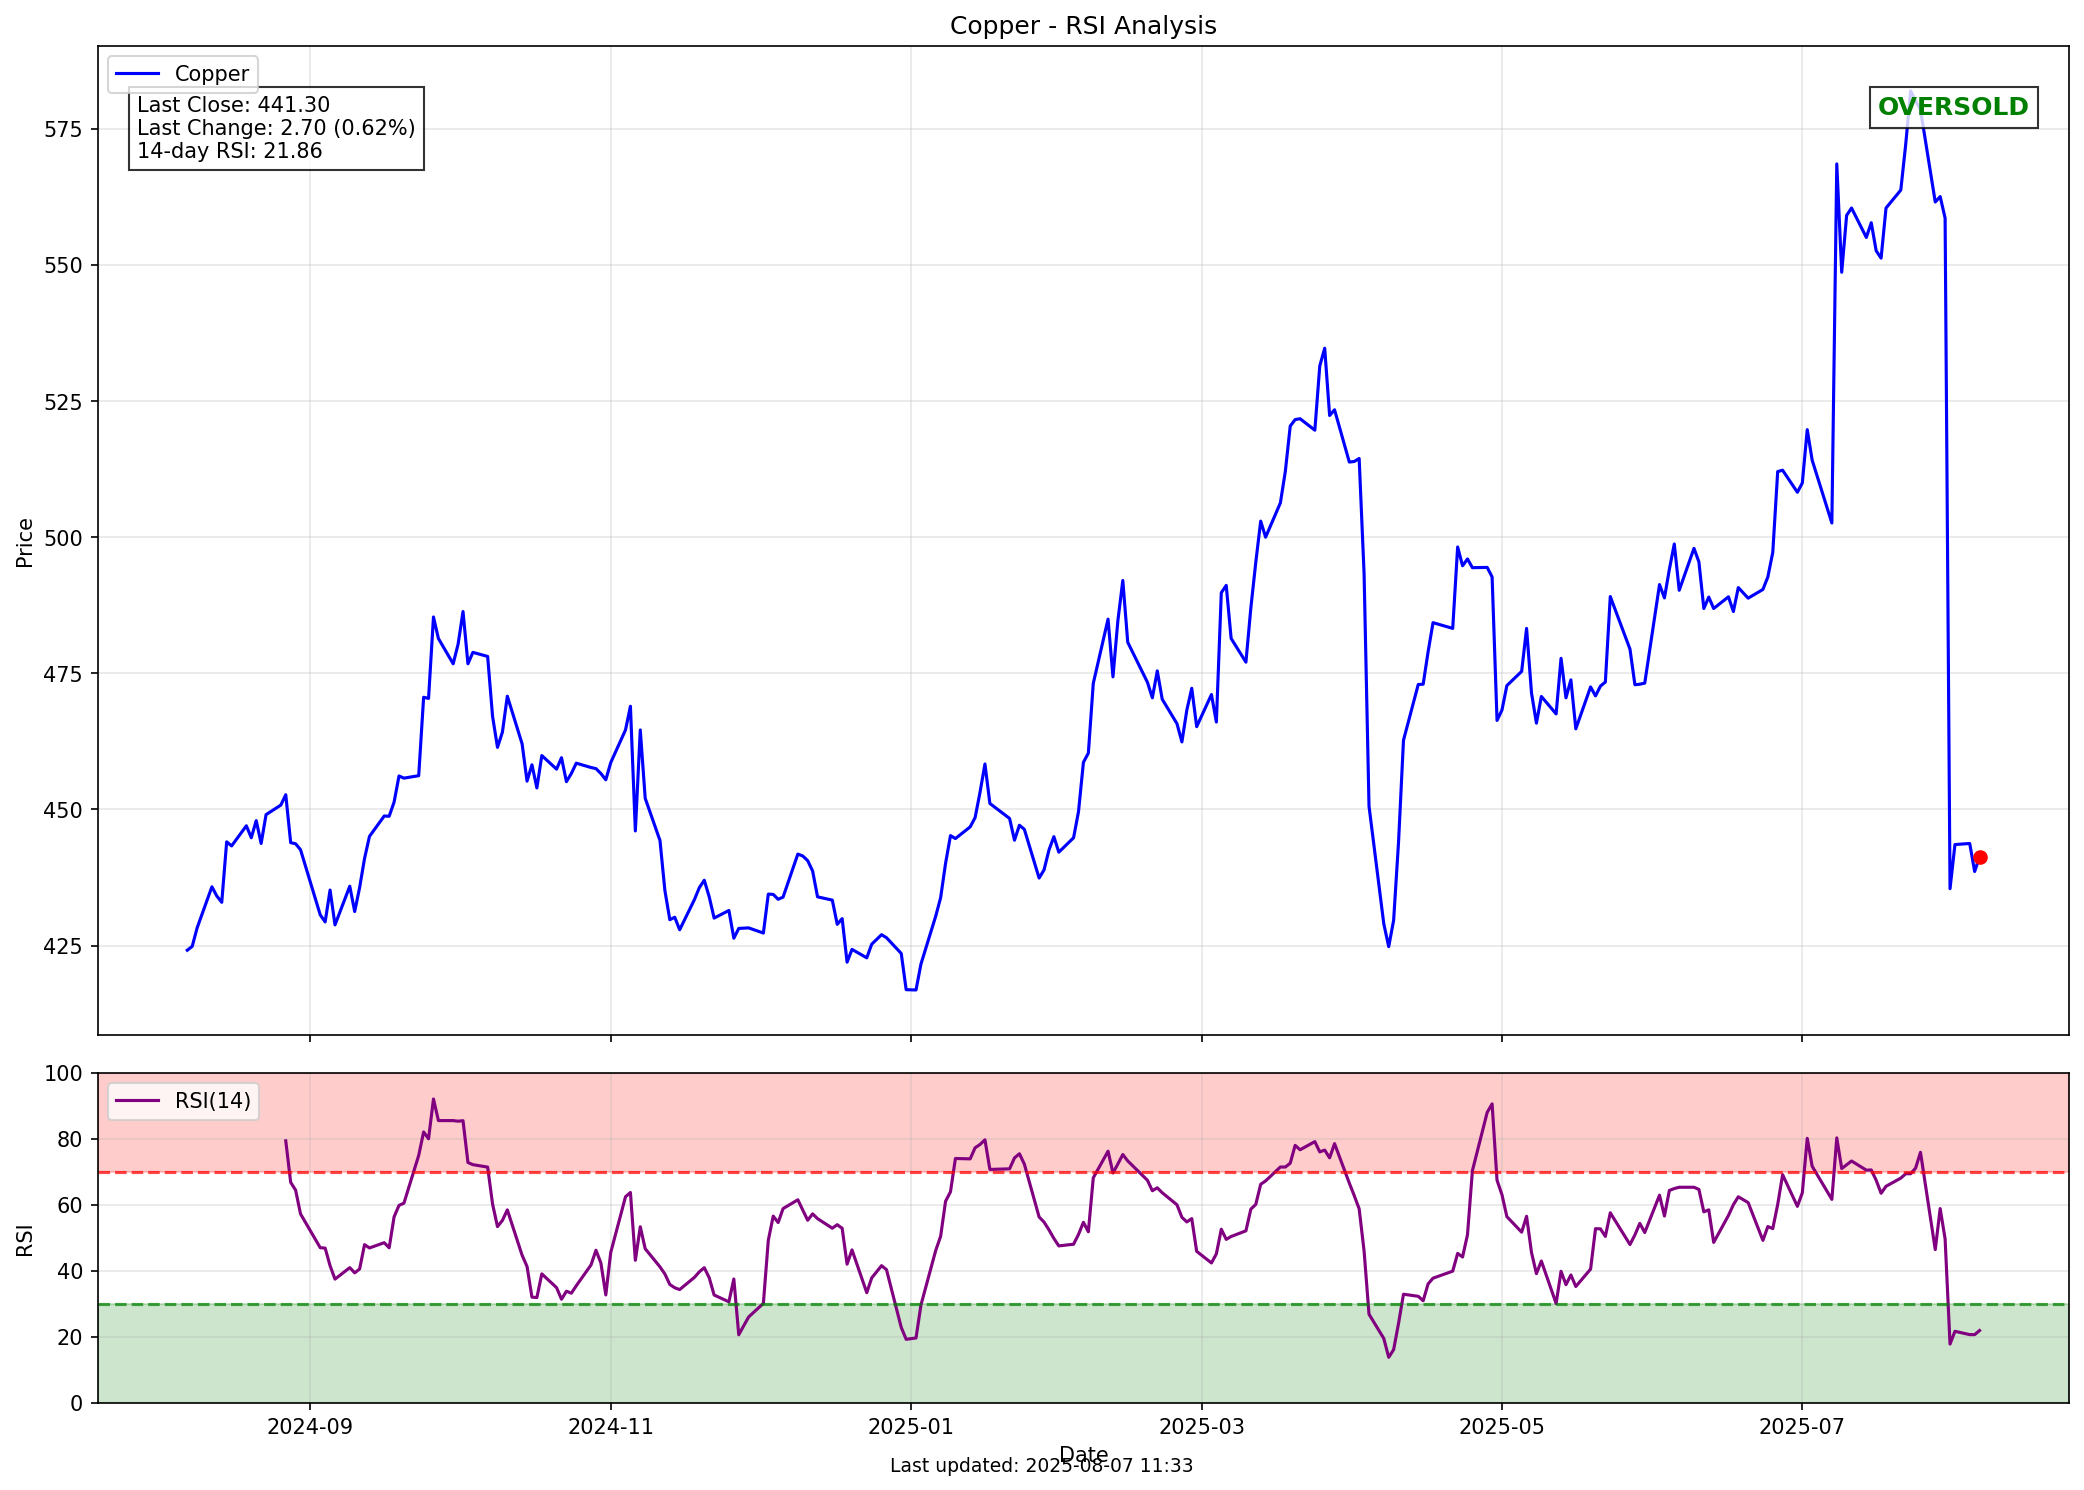 Copper - RSI Analysis
Copper
Last Close: 441.30
Last Change: 2.70 (0.62%)
14-day RSI: 21.86
OVERSOLD
575
550
525
500
475
450
425
Price
RSI(14)
100
80
60
40
20
0
RSI
2024-09
2024-11
2025-01
2025-03
2025-05
2025-07
Date
Last updated: 2025-08-07 11:33